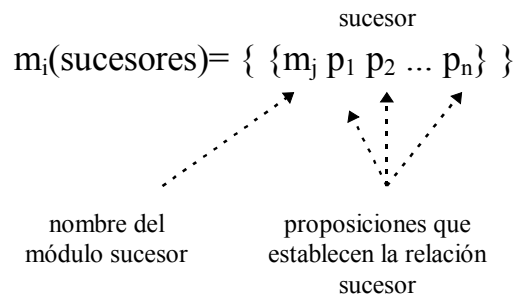 sucesor
mᵢ(sucesores)= { {mⱼ p₁ p₂ ... pₙ} }
nombre del
módulo sucesor
proposiciones que
establecen la relación
sucesor